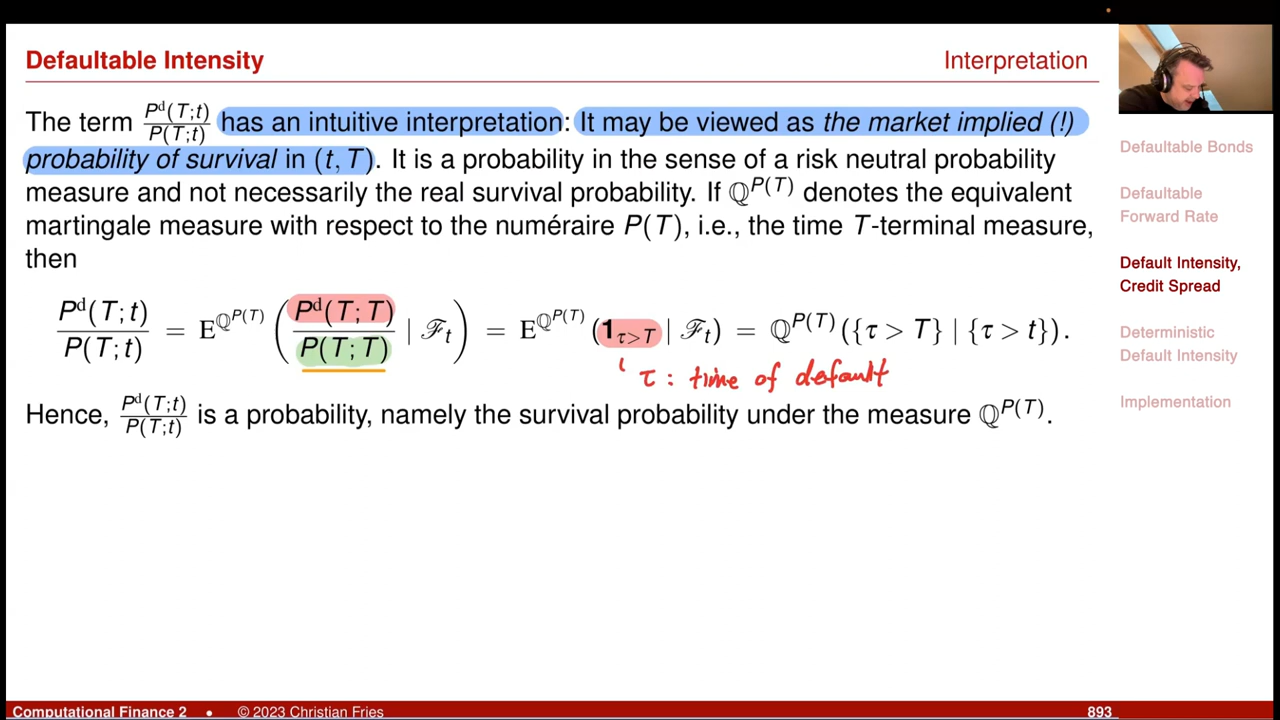 Defaultable Intensity
Interpretation
The term P^d(T;t)/P(T;t) has an intuitive interpretation: It may be viewed as the market implied (!)
probability of survival in (t, T). It is a probability in the sense of a risk neutral probability
measure and not necessarily the real survival probability. If ℚ^P(T) denotes the equivalent
martingale measure with respect to the numéraire P(T), i.e., the time T-terminal measure,
then
P^d(T;t)/P(T;t) = E^ℚ^P(T) ( P^d(T;T)/P(T;T) | ℱ_t ) = E^ℚ^P(T) (𝟏_τ>T | ℱ_t) = ℚ^P(T) ({τ > T} | {τ > t}).
τ : time of default
Hence, P^d(T;t)/P(T;t) is a probability, namely the survival probability under the measure ℚ^P(T).
Defaultable Bonds
Defaultable
Forward Rate
Default Intensity,
Credit Spread
Deterministic
Default Intensity
Implementation
Computational Finance 2 • © 2023 Christian Fries
893